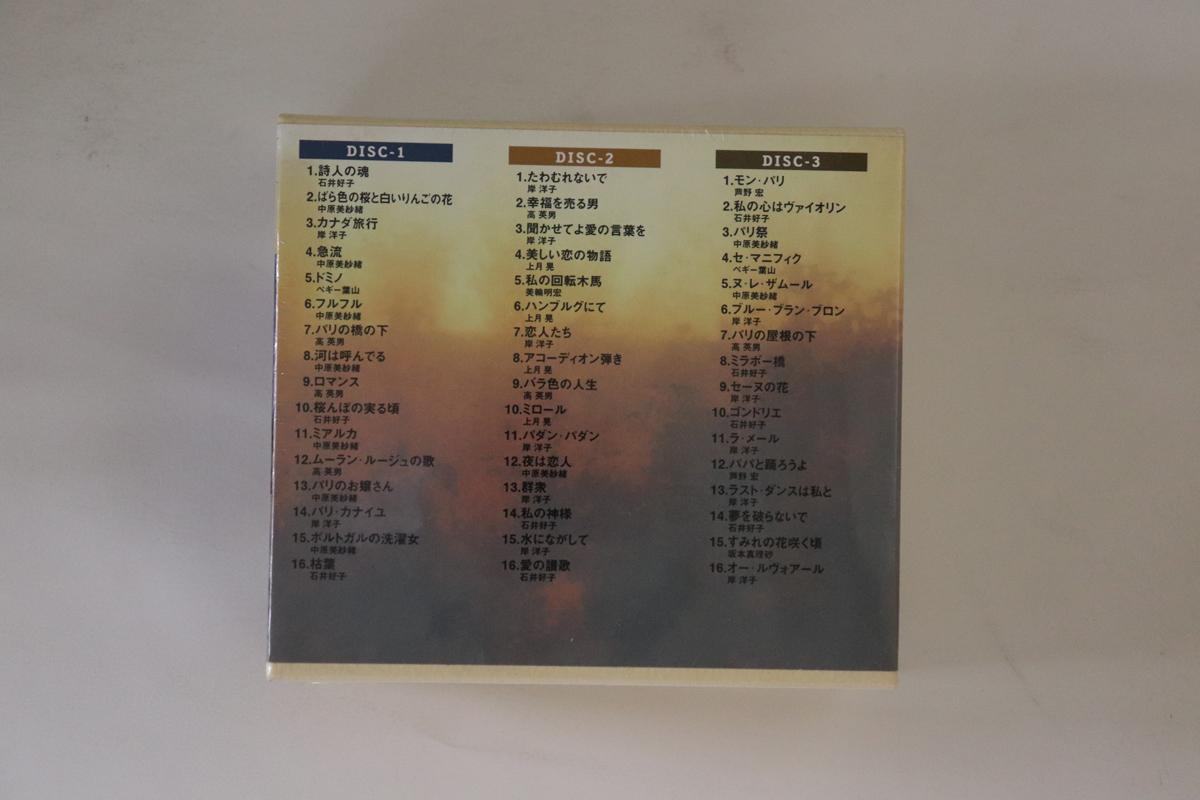 DISC-1
1.詩人の魂
石井好子
2.ばら色の桜と白いりんごの花
中原美紗緒
3.カナダ旅行
岸 洋子
4.急流
中原美紗緒
5.ドミノ
ペギー葉山
6.フルフル
中原美紗緒
7.パリの橋の下
高 英男
8.河は呼んでる
中原美紗緒
9.ロマンス
高 英男
10.桜んぼの実る頃
石井好子
11.ミアルカ
中原美紗緒
12.ムーラン・ルージュの歌
高 英男
13.パリのお嬢さん
中原美紗緒
14.パリ・カナイユ
岸 洋子
15.ポルトガルの洗濯女
中原美紗緒
16.枯葉
石井好子
DISC-2
1.たわむれないで
岸 洋子
2.幸福を売る男
高 英男
3.聞かせてよ愛の言葉を
岸 洋子
4.美しい恋の物語
上月 晃
5.私の回転木馬
美輪明宏
6.ハンブルグにて
上月 晃
7.恋人たち
岸 洋子
8.アコーディオン弾き
上月 晃
9.バラ色の人生
高 英男
10.ミロール
上月 晃
11.パダン・パダン
岸 洋子
12.夜は恋人
中原美紗緒
13.群衆
岸 洋子
14.私の神様
石井好子
15.水にながして
岸 洋子
16.愛の讃歌
石井好子
DISC-3
1.モン・パリ
芦野 宏
2.私の心はヴァイオリン
石井好子
3.パリ祭
中原美紗緒
4.セ・マニフィク
ペギー葉山
5.ヌ・レ・ザムール
中原美紗緒
6.ブルー・ブラン・ブロン
岸 洋子
7.パリの屋根の下
高 英男
8.ミラボー橋
石井好子
9.セーヌの花
岸 洋子
10.ゴンドリエ
石井好子
11.ラ・メール
岸 洋子
12.パパと踊ろうよ
芦野 宏
13.ラスト・ダンスは私と
岸 洋子
14.夢を破らないで
石井好子
15.すみれの花咲く頃
坂本真理砂
16.オー・ルヴォアール
岸 洋子